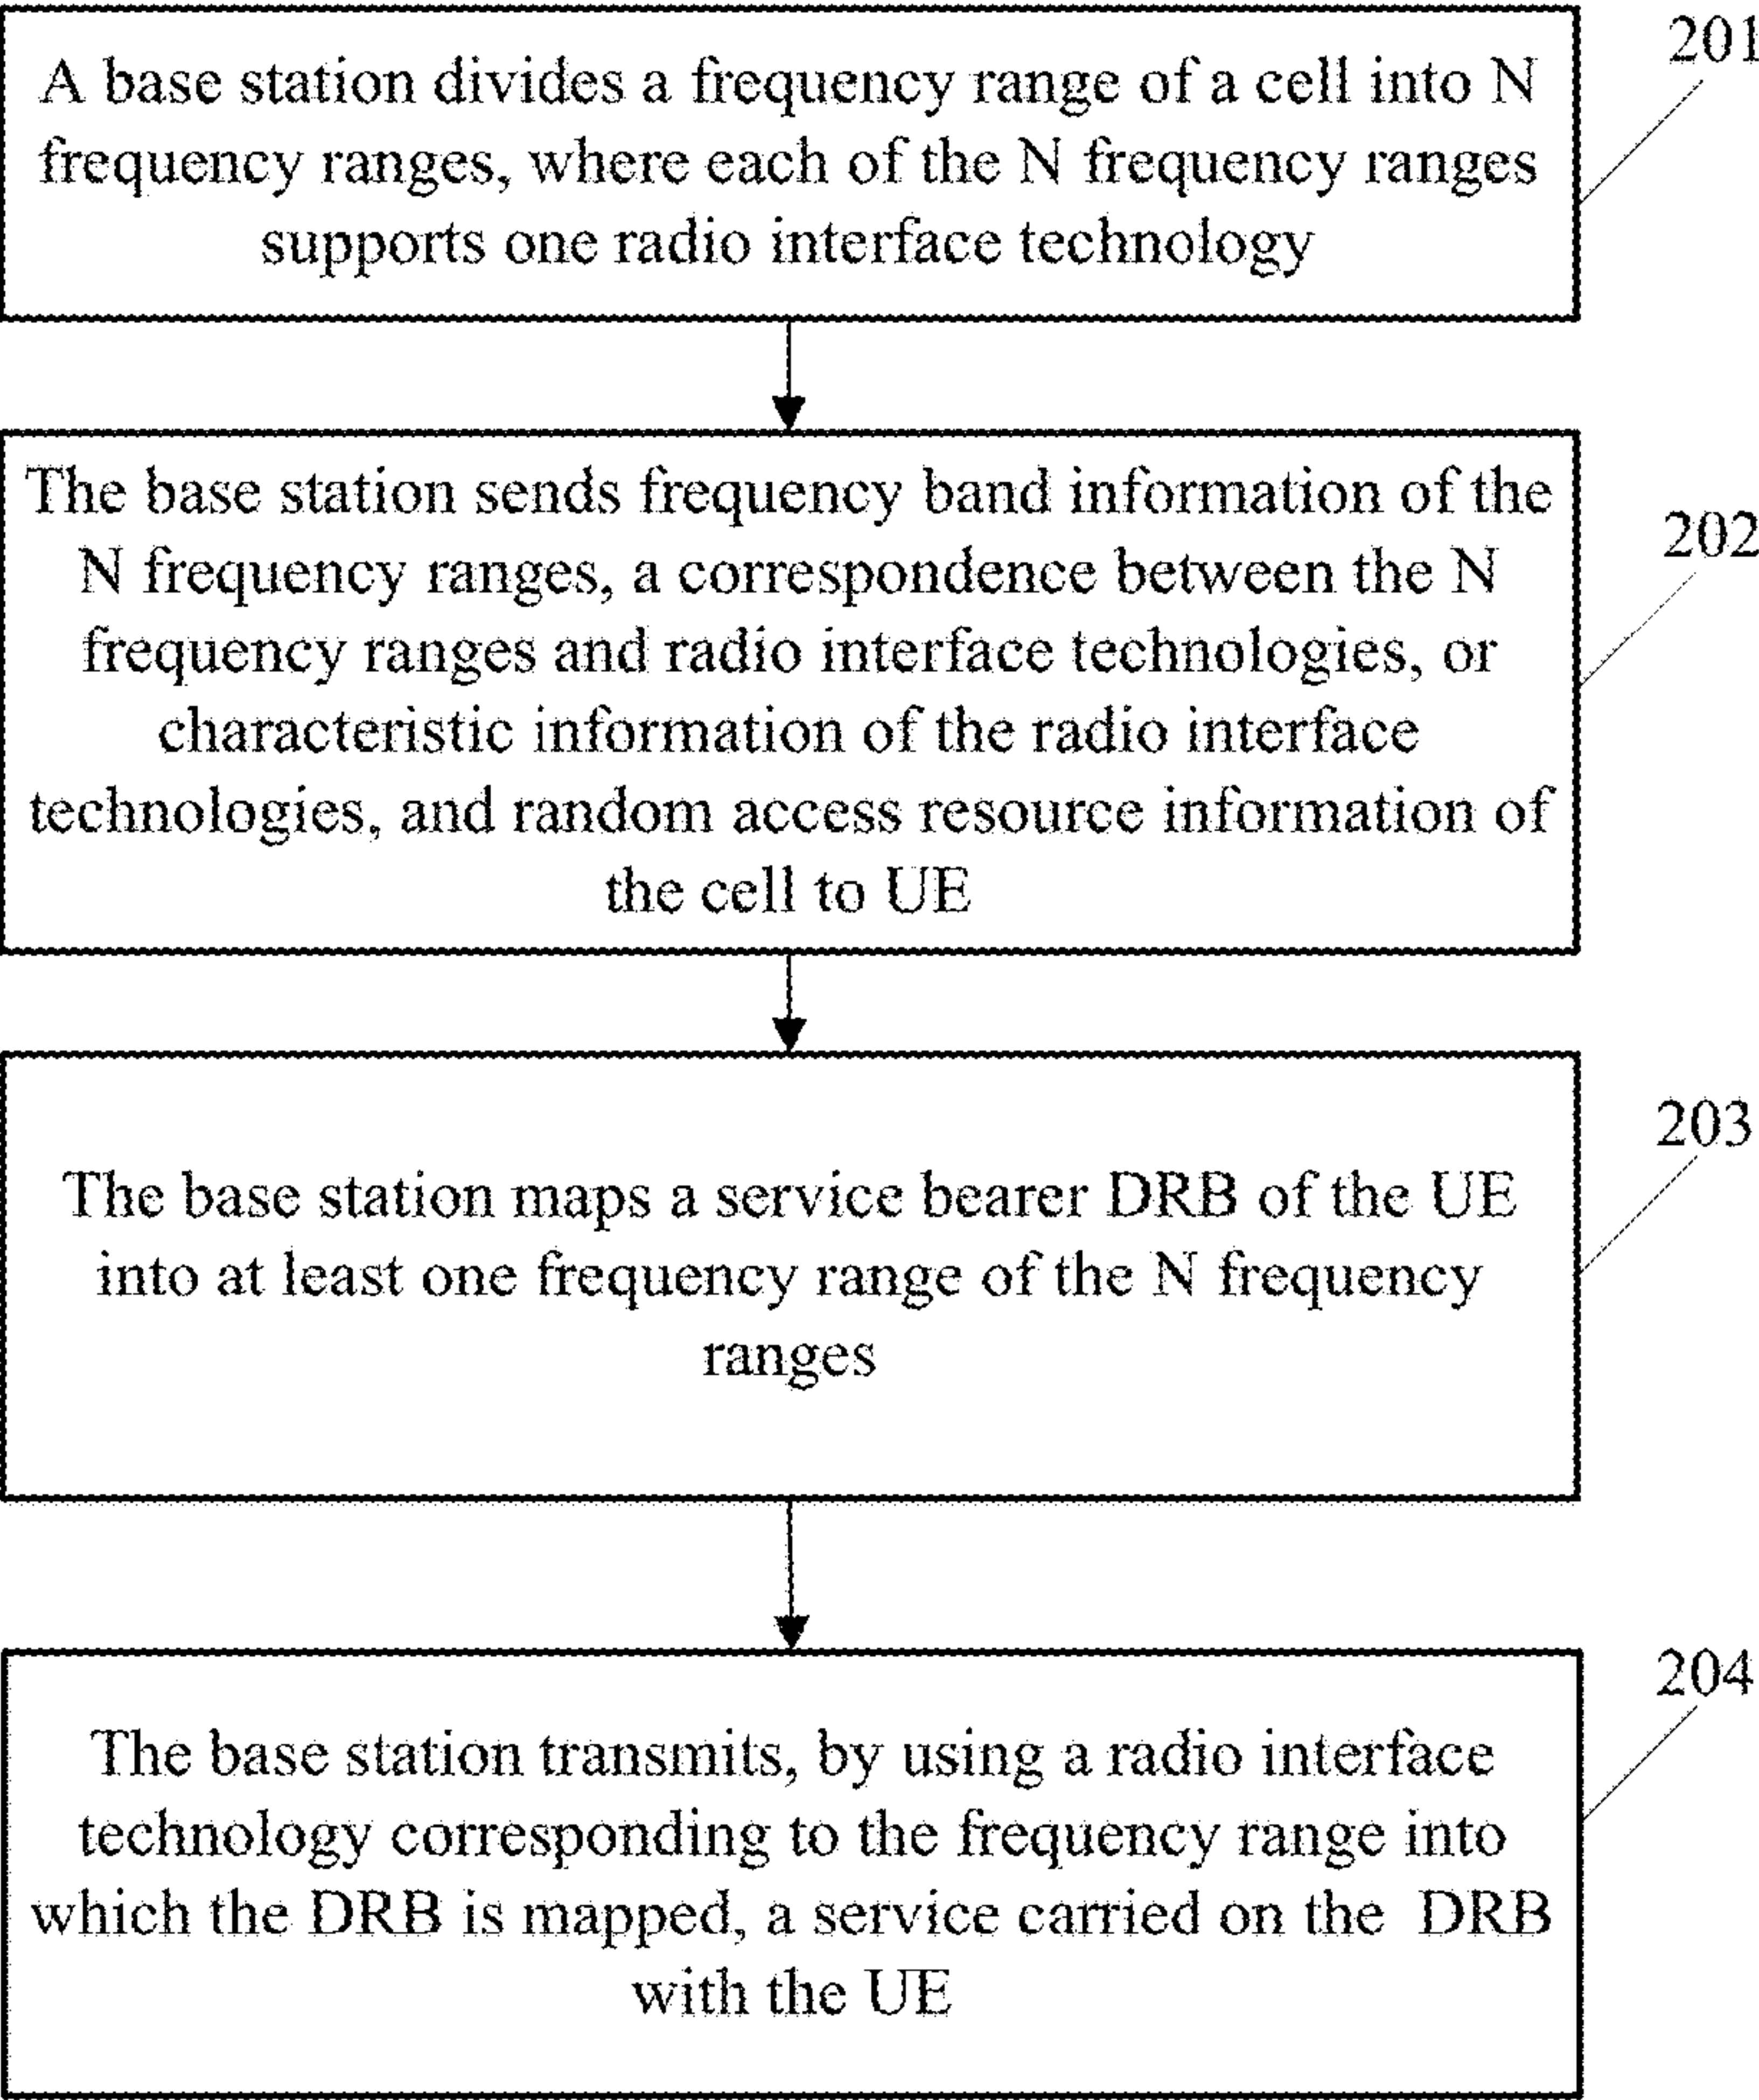 201
A base station divides a frequency range of a cell into N
frequency ranges, where each of the N frequency ranges
supports one radio interface technology
202
The base station sends frequency band information of the
N frequency ranges, a correspondence between the N
frequency ranges and radio interface technologies, or
characteristic information of the radio interface
technologies, and random access resource information of
the cell to UE
203
The base station maps a service bearer DRB of the UE
into at least one frequency range of the N frequency
ranges
204
The base station transmits, by using a radio interface
technology corresponding to the frequency range into
which the DRB is mapped, a service carried on the DRB
with the UE